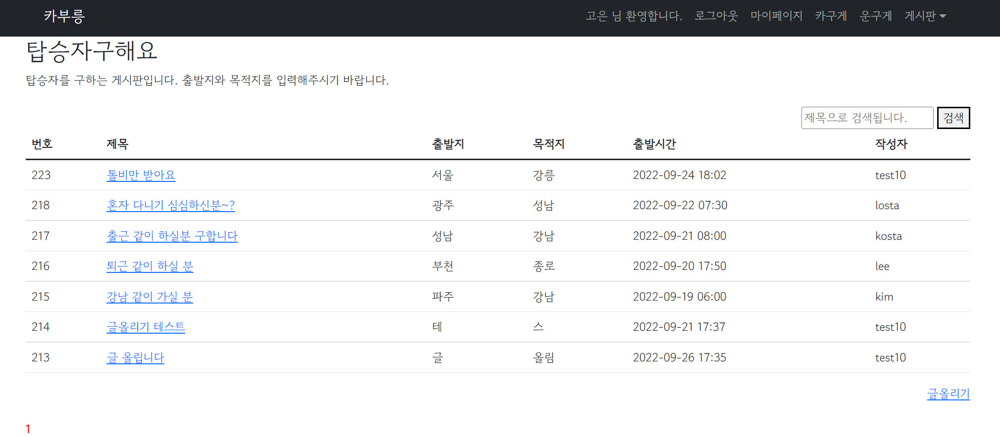 카부릉 고은 님 환영합니다. 로그아웃 마이페이지 카구게 운구게 게시판
탑승자구해요
탑승자를 구하는 게시판입니다. 출발지와 목적지를 입력해주시기 바랍니다.
제목으로 검색됩니다. 검색
번호 제목 출발지 목적지 출발시간 작성자
223 톨비만 받아요 서울 강릉 2022-09-24 18:02 test10
218 혼자 다니기 심심하신분~? 광주 성남 2022-09-22 07:30 losta
217 출근 같이 하실분 구합니다 성남 강남 2022-09-21 08:00 kosta
216 퇴근 같이 하실 분 부천 종로 2022-09-20 17:50 lee
215 강남 같이 가실 분 파주 강남 2022-09-19 06:00 kim
214 글올리기 테스트 테 스 2022-09-21 17:37 test10
213 글 올립니다 글 올림 2022-09-26 17:35 test10
글올리기
1